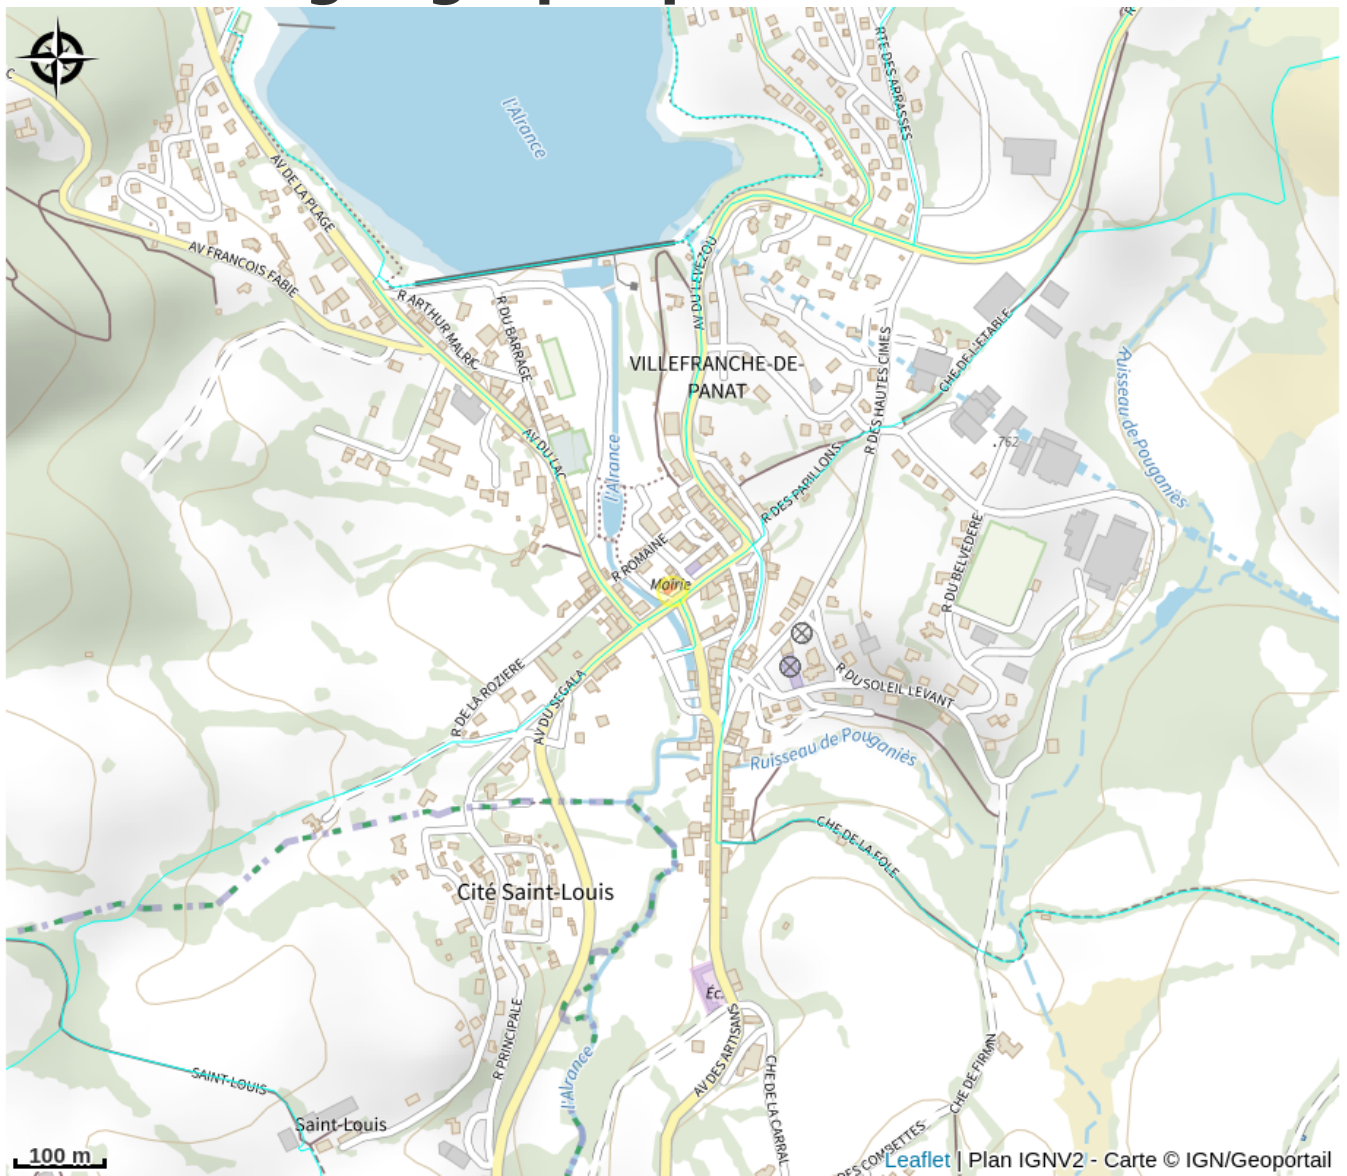 C
RTE DES ARRASSES
l'Alrance
AV DE LA PLAGE
AV FRANCOIS FABIE
AV DU LEVEZOU
R ARTHUR MALRIC
R DU BARRAGE
VILLEFRANCHE-DE-
PANAT
R DES HAUTES CIMES
CHE DE L'ETABLE
Ruisseau de Pouganiès
AV DU LAC
l'Alrance
.762
R DES PAPILLONS
R ROMAINE
Mairie
R DU BELVEDERE
R DE LA ROZIERE
AV DU SEGALA
R DU SOLEIL LEVANT
Ruisseau de Pouganiès
CHE DE LA FOLE
Cité Saint-Louis
Éc.
R PRINCIPALE
AV DES ARTISANS
l'Alrance
SAINT-LOUIS
CHE DE LA CARRAL
CHE DE FIRMIN
Saint-Louis
DES COMBETTES
100 m
Leaflet | Plan IGNV2 - Carte © IGN/Geoportail